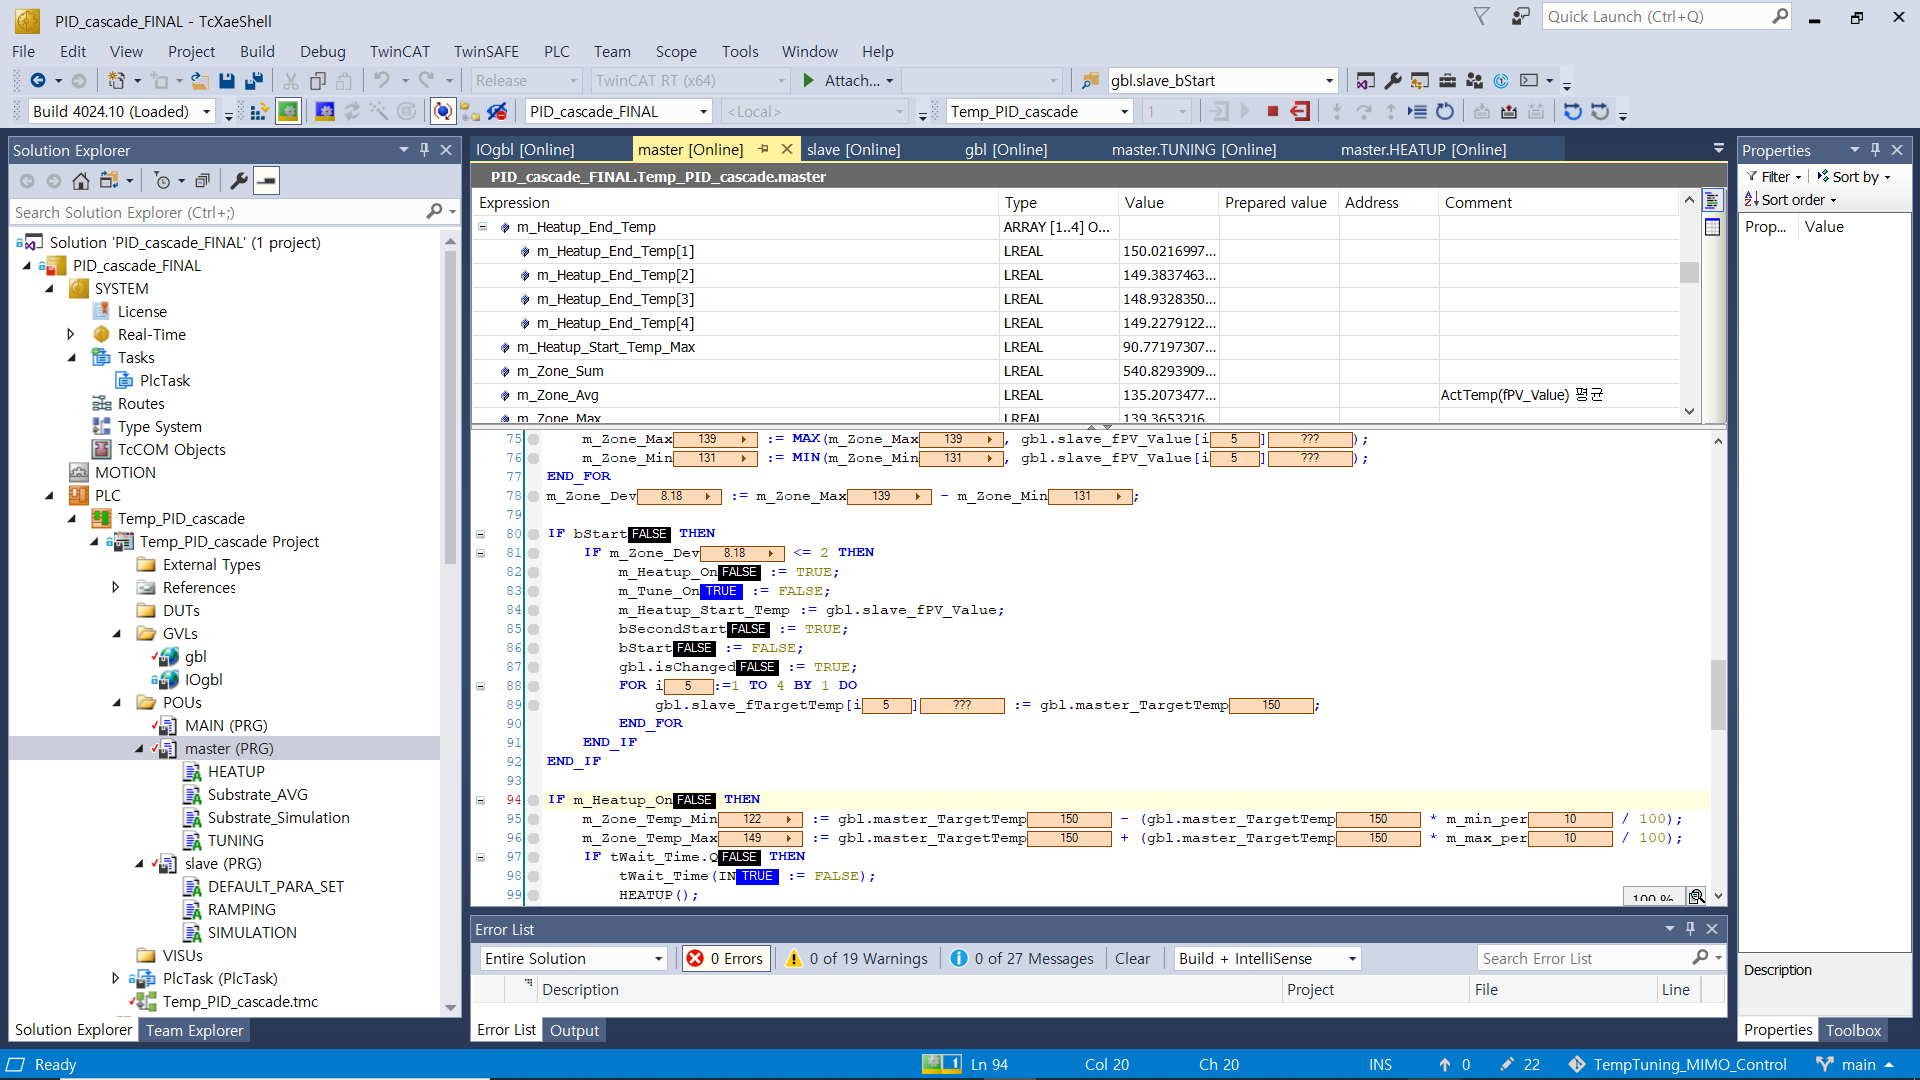 PID_cascade_FINAL - TcXaeShell
Quick Launch (Ctrl+Q)
File Edit View Project Build Debug TwinCAT TwinSAFE PLC Team Scope Tools Window Help
Release TwinCAT RT (x64) Attach... gbl.slave_bStart
Build 4024.10 (Loaded) PID_cascade_FINAL <Local> Temp_PID_cascade 1
Solution Explorer
Search Solution Explorer (Ctrl+;)
Solution 'PID_cascade_FINAL' (1 project)
PID_cascade_FINAL
SYSTEM
License
Real-Time
Tasks
PlcTask
Routes
Type System
TcCOM Objects
MOTION
PLC
Temp_PID_cascade
Temp_PID_cascade Project
External Types
References
DUTs
GVLs
gbl
IOgbl
POUs
MAIN (PRG)
master (PRG)
HEATUP
Substrate_AVG
Substrate_Simulation
TUNING
slave (PRG)
DEFAULT_PARA_SET
RAMPING
SIMULATION
VISUs
PlcTask (PlcTask)
Temp_PID_cascade.tmc
Solution Explorer Team Explorer
IOgbl [Online] master [Online] slave [Online] gbl [Online] master.TUNING [Online] master.HEATUP [Online]
PID_cascade_FINAL.Temp_PID_cascade.master
Expression Type Value Prepared value Address Comment
m_Heatup_End_Temp ARRAY [1..4] O...
m_Heatup_End_Temp[1] LREAL 150.0216997...
m_Heatup_End_Temp[2] LREAL 149.3837463...
m_Heatup_End_Temp[3] LREAL 148.9328350...
m_Heatup_End_Temp[4] LREAL 149.2279122...
m_Heatup_Start_Temp_Max LREAL 90.77197307...
m_Zone_Sum LREAL 540.8293909...
m_Zone_Avg LREAL 135.2073477... ActTemp(fPV_Value) 평균
m_Zone_Max LREAL 139.3653216
75 m_Zone_Max 139 := MAX(m_Zone_Max 139 , gbl.slave_fPV_Value[i 5 ] ??? );
76 m_Zone_Min 131 := MIN(m_Zone_Min 131 , gbl.slave_fPV_Value[i 5 ] ??? );
77 END_FOR
78 m_Zone_Dev 8.18 := m_Zone_Max 139 - m_Zone_Min 131 ;
79
80 IF bStart FALSE THEN
81 IF m_Zone_Dev 8.18 <= 2 THEN
82 m_Heatup_On FALSE := TRUE;
83 m_Tune_On TRUE := FALSE;
84 m_Heatup_Start_Temp := gbl.slave_fPV_Value;
85 bSecondStart FALSE := TRUE;
86 bStart FALSE := FALSE;
87 gbl.isChanged FALSE := TRUE;
88 FOR i 5 :=1 TO 4 BY 1 DO
89 gbl.slave_fTargetTemp[i 5 ] ??? := gbl.master_TargetTemp 150 ;
90 END_FOR
91 END_IF
92 END_IF
93
94 IF m_Heatup_On FALSE THEN
95 m_Zone_Temp_Min 122 := gbl.master_TargetTemp 150 - (gbl.master_TargetTemp 150 * m_min_per 10 / 100);
96 m_Zone_Temp_Max 149 := gbl.master_TargetTemp 150 + (gbl.master_TargetTemp 150 * m_max_per 10 / 100);
97 IF tWait_Time.Q FALSE THEN
98 tWait_Time(IN TRUE := FALSE);
99 HEATUP();
100 %
Error List
Entire Solution 0 Errors 0 of 19 Warnings 0 of 27 Messages Clear Build + IntelliSense Search Error List
Description Project File Line
Error List Output
Properties
Filter Sort by
Sort order
Prop... Value
Description
Properties Toolbox
Ready 1 Ln 94 Col 20 Ch 20 INS 0 22 TempTuning_MIMO_Control main